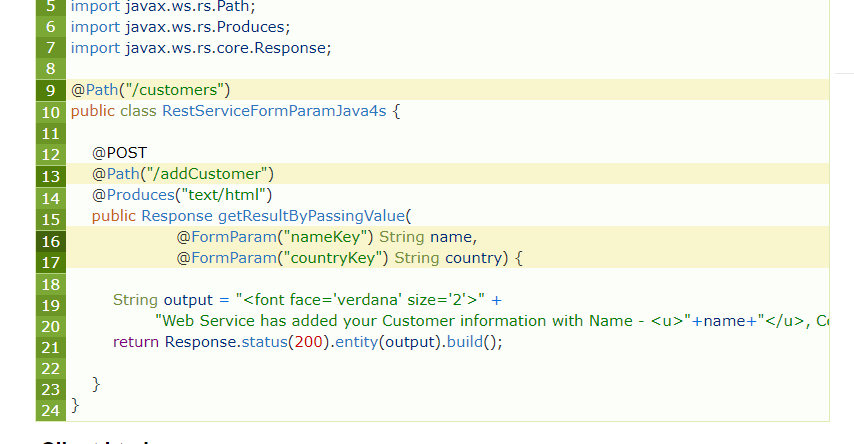 5 import javax.ws.rs.Path;
6 import javax.ws.rs.Produces;
7 import javax.ws.rs.core.Response;
8
9 @Path("/customers")
10 public class RestServiceFormParamJava4s {
11
12 @POST
13 @Path("/addCustomer")
14 @Produces("text/html")
15 public Response getResultByPassingValue(
16 @FormParam("nameKey") String name,
17 @FormParam("countryKey") String country) {
18
19 String output = "<font face='verdana' size='2'>" +
20 "Web Service has added your Customer information with Name - <u>"+name+"</u>,
21 return Response.status(200).entity(output).build();
22
23 }
24 }